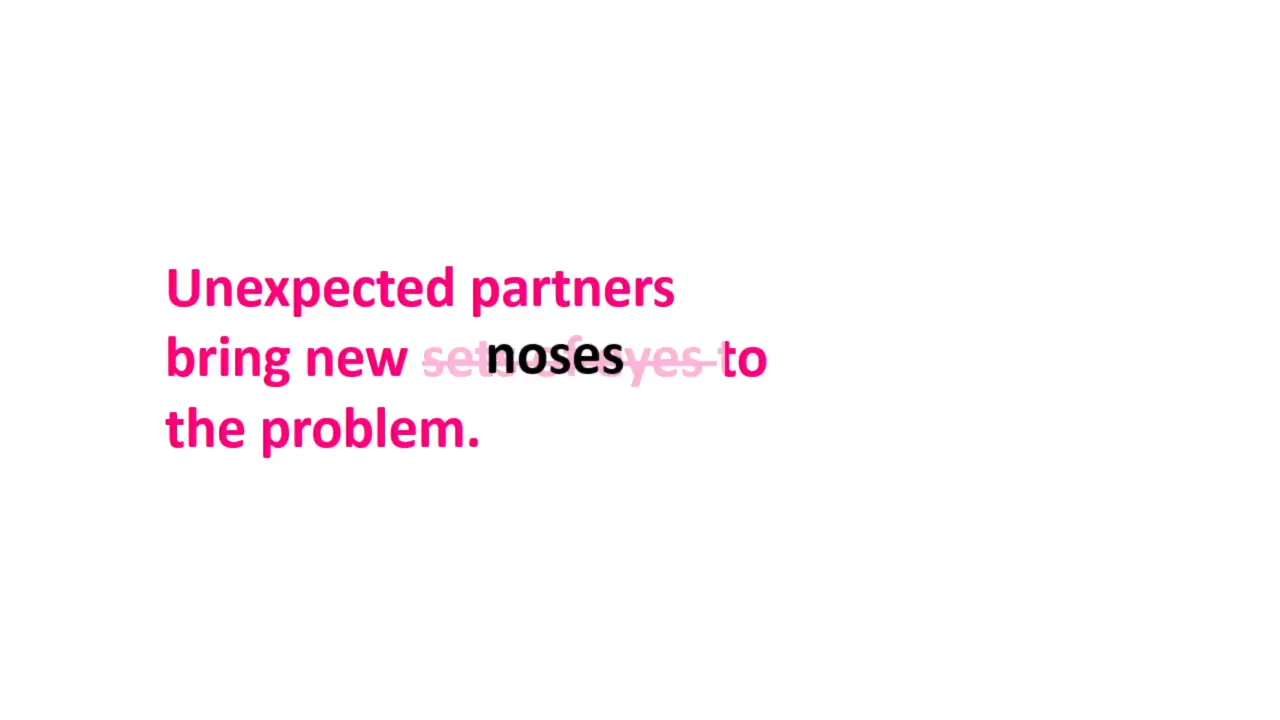 Unexpected partners
bring new sets of eyes noses to
the problem.